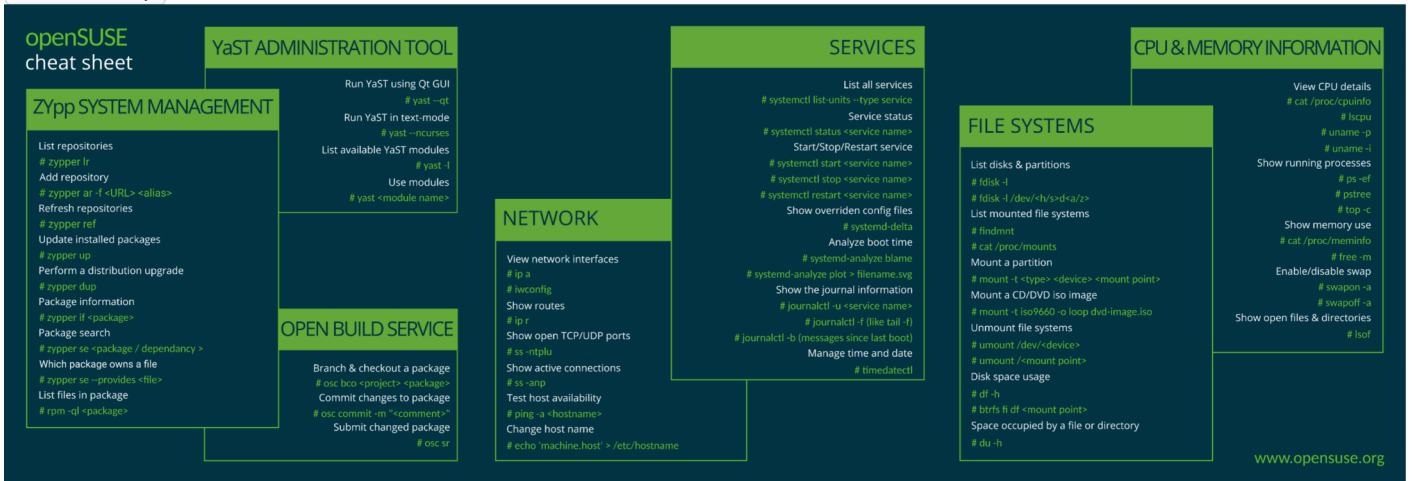 openSUSE
cheat sheet
ZYpp SYSTEM MANAGEMENT
List repositories
# zypper lr
Add repository
# zypper ar -f <URL> <alias>
Refresh repositories
# zypper ref
Update installed packages
# zypper up
Perform a distribution upgrade
# zypper dup
Package information
# zypper if <package>
Package search
# zypper se <package / dependancy >
Which package owns a file
# zypper se --provides <file>
List files in package
# rpm -ql <package>
YaST ADMINISTRATION TOOL
Run YaST using Qt GUI
# yast --qt
Run YaST in text-mode
# yast --ncurses
List available YaST modules
# yast -l
Use modules
# yast <module name>
OPEN BUILD SERVICE
Branch & checkout a package
# osc bco <project> <package>
Commit changes to package
# osc commit -m "<comment>"
Submit changed package
# osc sr
NETWORK
View network interfaces
# ip a
# iwconfig
Show routes
# ip r
Show open TCP/UDP ports
# ss -ntplu
Show active connections
# ss -anp
Test host availability
# ping -a <hostname>
Change host name
# echo 'machine.host' > /etc/hostname
SERVICES
List all services
# systemctl list-units --type service
Service status
# systemctl status <service name>
Start/Stop/Restart service
# systemctl start <service name>
# systemctl stop <service name>
# systemctl restart <service name>
Show overriden config files
# systemd-delta
Analyze boot time
# systemd-analyze blame
# systemd-analyze plot > filename.svg
Show the journal information
# journalctl -u <service name>
# journalctl -f (like tail -f)
# journalctl -b (messages since last boot)
Manage time and date
# timedatectl
FILE SYSTEMS
List disks & partitions
# fdisk -l
# fdisk -l /dev/<h/s>d<a/z>
List mounted file systems
# findmnt
# cat /proc/mounts
Mount a partition
# mount -t <type> <device> <mount point>
Mount a CD/DVD iso image
# mount -t iso9660 -o loop dvd-image.iso
Unmount file systems
# umount /dev/<device>
# umount /<mount point>
Disk space usage
# df -h
# btrfs fi df <mount point>
Space occupied by a file or directory
# du -h
CPU & MEMORY INFORMATION
View CPU details
# cat /proc/cpuinfo
# lscpu
# uname -p
# uname -i
Show running processes
# ps -ef
# pstree
# top -c
Show memory use
# cat /proc/meminfo
# free -m
Enable/disable swap
# swapon -a
# swapoff -a
Show open files & directories
# lsof
www.opensuse.org